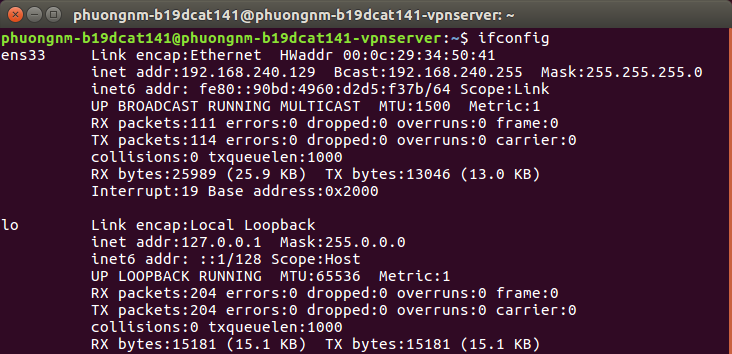 phuongnm-b19dcat141@phuongnm-b19dcat141-vpnserver: ~
phuongnm-b19dcat141@phuongnm-b19dcat141-vpnserver:~$ ifconfig
ens33     Link encap:Ethernet  HWaddr 00:0c:29:34:50:41
          inet addr:192.168.240.129  Bcast:192.168.240.255  Mask:255.255.255.0
          inet6 addr: fe80::90bd:4960:d2d5:f37b/64 Scope:Link
          UP BROADCAST RUNNING MULTICAST  MTU:1500  Metric:1
          RX packets:111 errors:0 dropped:0 overruns:0 frame:0
          TX packets:114 errors:0 dropped:0 overruns:0 carrier:0
          collisions:0 txqueuelen:1000
          RX bytes:25989 (25.9 KB)  TX bytes:13046 (13.0 KB)
          Interrupt:19 Base address:0x2000
lo        Link encap:Local Loopback
          inet addr:127.0.0.1  Mask:255.0.0.0
          inet6 addr: ::1/128 Scope:Host
          UP LOOPBACK RUNNING  MTU:65536  Metric:1
          RX packets:204 errors:0 dropped:0 overruns:0 frame:0
          TX packets:204 errors:0 dropped:0 overruns:0 carrier:0
          collisions:0 txqueuelen:1000
          RX bytes:15181 (15.1 KB)  TX bytes:15181 (15.1 KB)